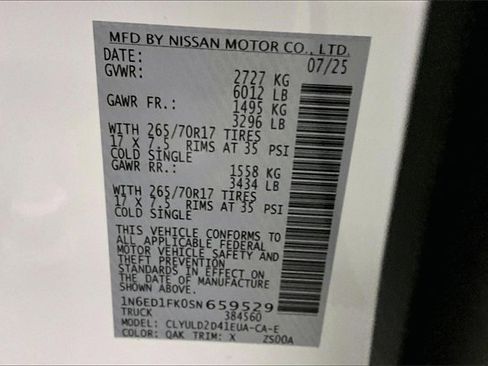 MFD BY NISSAN MOTOR CO., LTD.
DATE: 07/25
GVWR: 2727 KG
6012 LB
GAWR FR.: 1495 KG
3296 LB
WITH 265/70R17 TIRES
17 X 7.5 RIMS AT 35 PSI
COLD SINGLE
GAWR RR.: 1558 KG
3434 LB
WITH 265/70R17 TIRES
17 X 7.5 RIMS AT 35 PSI
COLD SINGLE
THIS VEHICLE CONFORMS TO
ALL APPLICABLE FEDERAL
MOTOR VEHICLE SAFETY AND
THEFT PREVENTION
STANDARDS IN EFFECT ON
THE DATE OF MANUFACTURE
SHOWN ABOVE.
1N6ED1FK0SN659529
TRUCK 384560
MODEL: CLYULD2D41EUA-CA-E
COLOR: QAK TRIM: X ZS00A